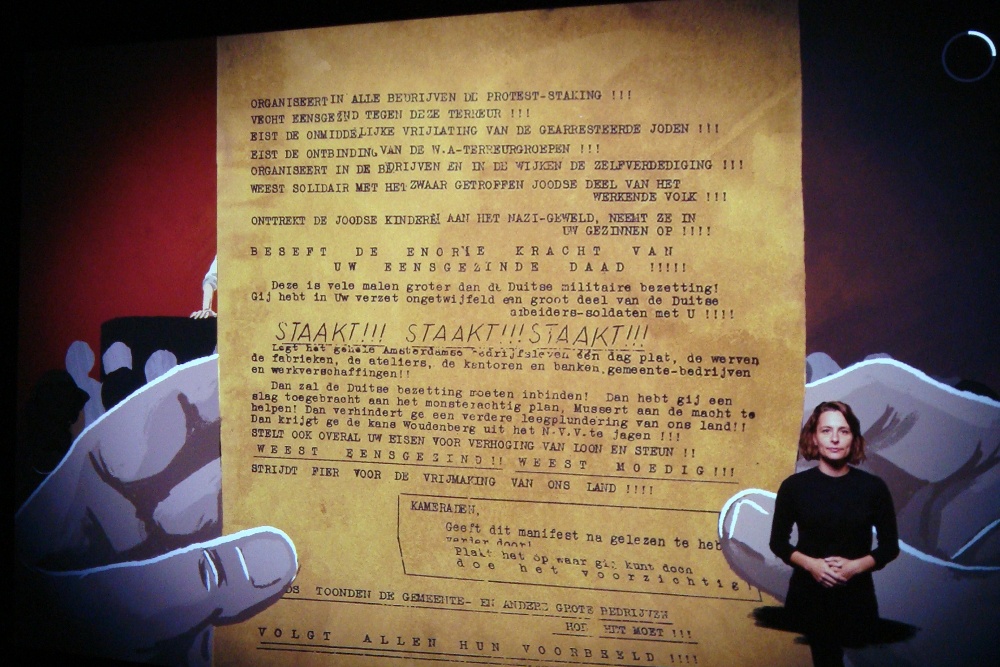 ORGANISEERT IN ALLE BEDRIJVEN DE PROTEST-STAKING !!!
VECHT EENSGEZIND TEGEN DEZE TERREUR !!!
EIST DE ONMIDDELLIJKE VRIJLATING VAN DE GEARRESTEERDE JODEN !!!
EIST DE ONTBINDING VAN DE W.A-TERREURGROEPEN !!!
ORGANISEERT IN DE BEDRIJVEN EN IN DE WIJKEN DE ZELFVERDEDIGING !!!
WEEST SOLIDAIR MET HET ZWAAR GETROFFEN JOODSE DEEL VAN HET
WERKENDE VOLK !!!
ONTTREKT DE JOODSE KINDEREN AAN HET NAZI-GEWELD, NEEMT ZE IN
UW GEZINNEN OP !!!!
BESEFT DE ENORME KRACHT VAN
UW EENSGEZINDE DAAD !!!!!
Deze is vele malen groter dan de Duitse militaire bezetting!
Gij hebt in Uw verzet ongetwijfeld een groot deel van de Duitse
arbeiders-soldaten met U !!!!
STAAKT!!! STAAKT!!! STAAKT!!!
Legt het gehele Amsterdamse bedrijfsleven één dag plat, de werven
de fabrieken, de ateliers, de kantoren en banken, gemeente-bedrijven
en werkverschaffingen!!
Dan zal de Duitse bezetting moeten inbinden! Dan hebt gij een
slag toegebracht aan het monsterachtig plan, Mussert aan de macht te
helpen! Dan verhindert ge een verdere leegplundering van ons land!!
Dan krijgt ge de kans Woudenberg uit het N.V.V. te jagen !!!
STELT OOK OVERAL UW EISEN VOOR VERHOGING VAN LOON EN STEUN !!
WEEST EENSGEZIND!! WEEST MOEDIG!!!
STRIJDT FIER VOOR DE VRIJMAKING VAN ONS LAND !!!!
KAMERADEN,
Geeft dit manifest na gelezen te heb
verder door!
Plakt het op waar gij kunt doch
doe het voorzichtig!
DS TOONDEN DE GEMEENTE- EN ANDERE GROTE BEDRIJVEN
HOE HET MOET !!!
VOLGT ALLEN HUN VOORBEELD !!!!